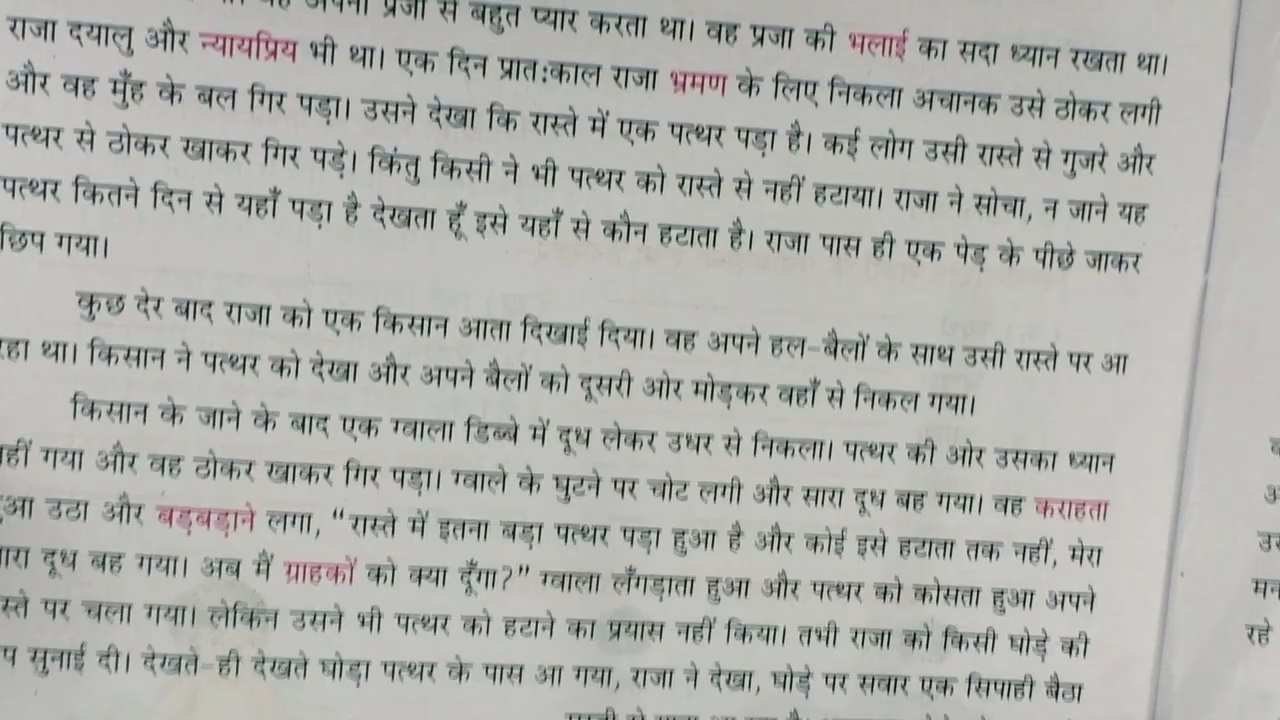 अपनी प्रजा से बहुत प्यार करता था। वह प्रजा की भलाई का सदा ध्यान रखता था।
राजा दयालु और न्यायप्रिय भी था। एक दिन प्रात:काल राजा भ्रमण के लिए निकला अचानक उसे ठोकर लगी
और वह मुँह के बल गिर पड़ा। उसने देखा कि रास्ते में एक पत्थर पड़ा है। कई लोग उसी रास्ते से गुजरे और
पत्थर से ठोकर खाकर गिर पड़े। किंतु किसी ने भी पत्थर को रास्ते से नहीं हटाया। राजा ने सोचा, न जाने यह
पत्थर कितने दिन से यहाँ पड़ा है देखता हूँ इसे यहाँ से कौन हटाता है। राजा पास ही एक पेड़ के पीछे जाकर
छिप गया।
कुछ देर बाद राजा को एक किसान आता दिखाई दिया। वह अपने हल-बैलों के साथ उसी रास्ते पर आ
रहा था। किसान ने पत्थर को देखा और अपने बैलों को दूसरी ओर मोड़कर वहाँ से निकल गया।
किसान के जाने के बाद एक ग्वाला डिब्बे में दूध लेकर उधर से निकला। पत्थर की ओर उसका ध्यान
नहीं गया और वह ठोकर खाकर गिर पड़ा। ग्वाले के घुटने पर चोट लगी और सारा दूध बह गया। वह कराहता
हुआ उठा और बड़बड़ाने लगा, “रास्ते में इतना बड़ा पत्थर पड़ा हुआ है और कोई इसे हटाता तक नहीं, मेरा
सारा दूध बह गया। अब मैं ग्राहकों को क्या दूँगा?” ग्वाला लँगड़ाता हुआ और पत्थर को कोसता हुआ अपने
स्ते पर चला गया। लेकिन उसने भी पत्थर को हटाने का प्रयास नहीं किया। तभी राजा को किसी घोड़े की
प सुनाई दी। देखते-ही देखते घोड़ा पत्थर के पास आ गया, राजा ने देखा, घोड़े पर सवार एक सिपाही बैठा
रहे